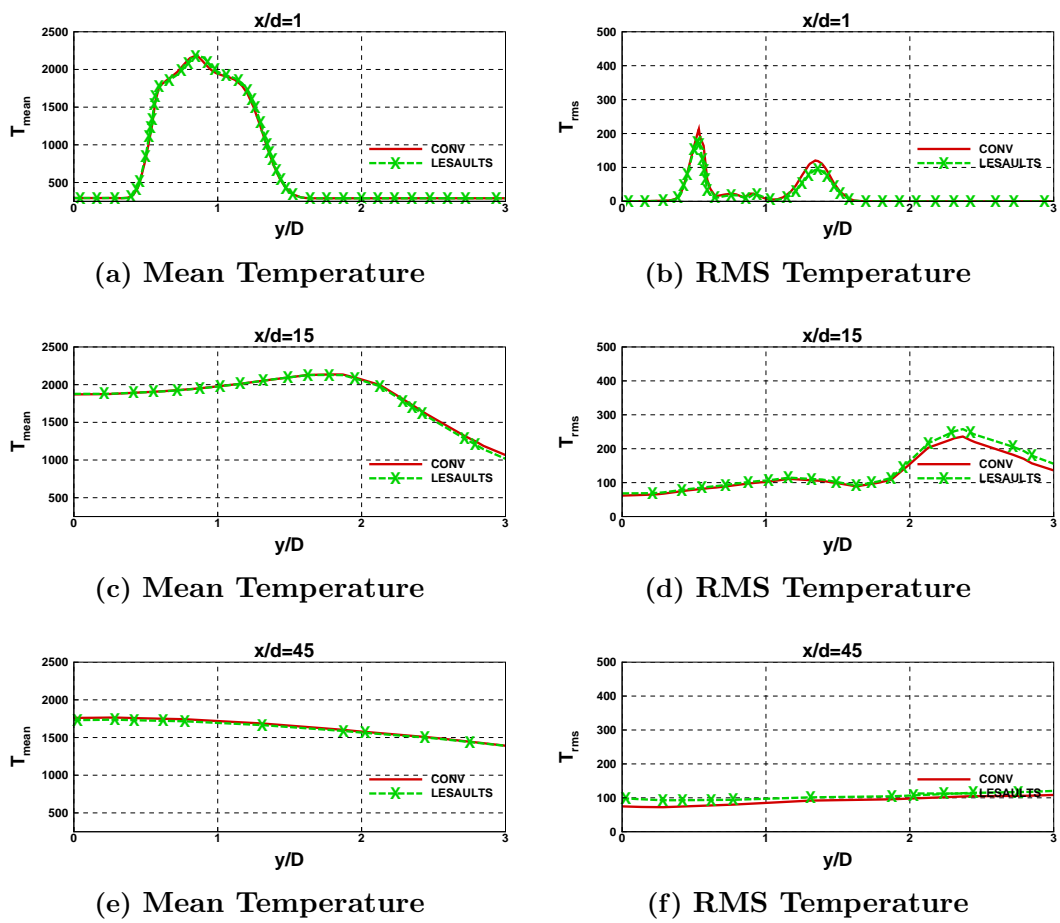 x/d=1
2500
2000
1500
1000
500
T_mean
CONV
LESAULTS
0 1 2 3
y/D
(a) Mean Temperature
x/d=1
500
400
300
200
100
0
T_rms
CONV
LESAULTS
0 1 2 3
y/D
(b) RMS Temperature
x/d=15
2500
2000
1500
1000
500
T_mean
CONV
LESAULTS
0 1 2 3
y/D
(c) Mean Temperature
x/d=15
500
400
300
200
100
0
T_rms
CONV
LESAULTS
0 1 2 3
y/D
(d) RMS Temperature
x/d=45
2500
2000
1500
1000
500
T_mean
CONV
LESAULTS
0 1 2 3
y/D
(e) Mean Temperature
x/d=45
500
400
300
200
100
0
T_rms
CONV
LESAULTS
0 1 2 3
y/D
(f) RMS Temperature